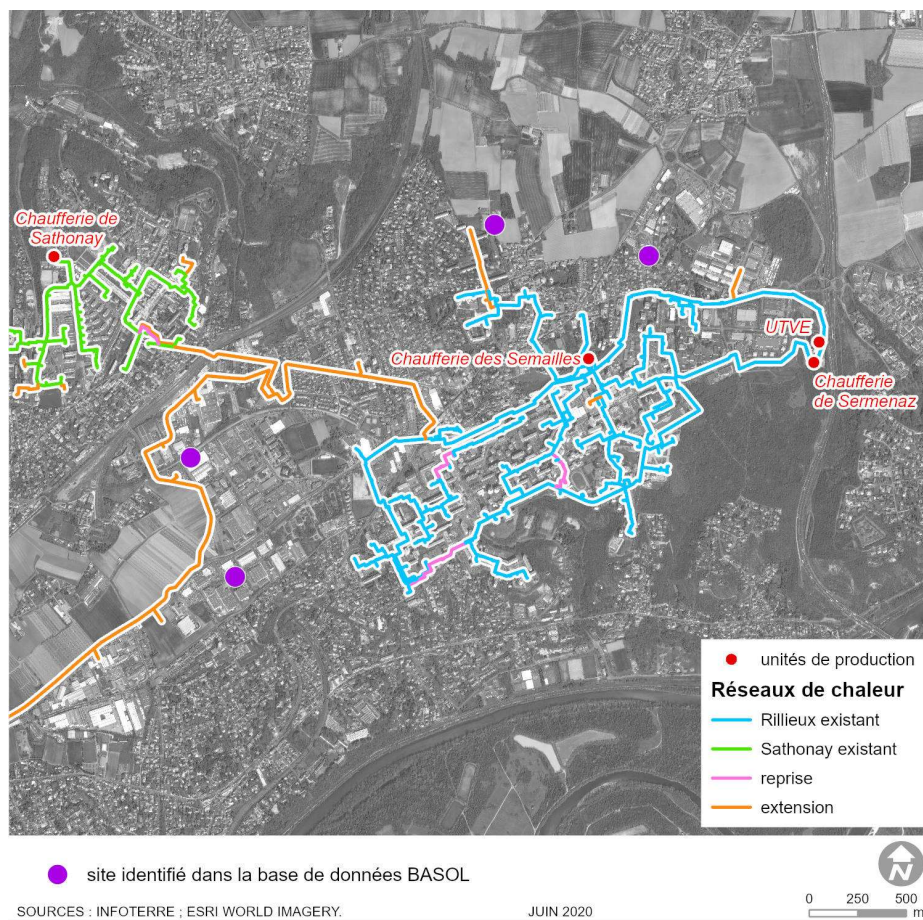 Chaufferie de
Sathonay
Chaufferie des Semailles
UTVE
Chaufferie
de Sermenaz
unités de production
Réseaux de chaleur
Rillieux existant
Sathonay existant
reprise
extension
site identifié dans la base de données BASOL
N
SOURCES : INFOTERRE ; ESRI WORLD IMAGERY.
JUIN 2020
0 250 500
m